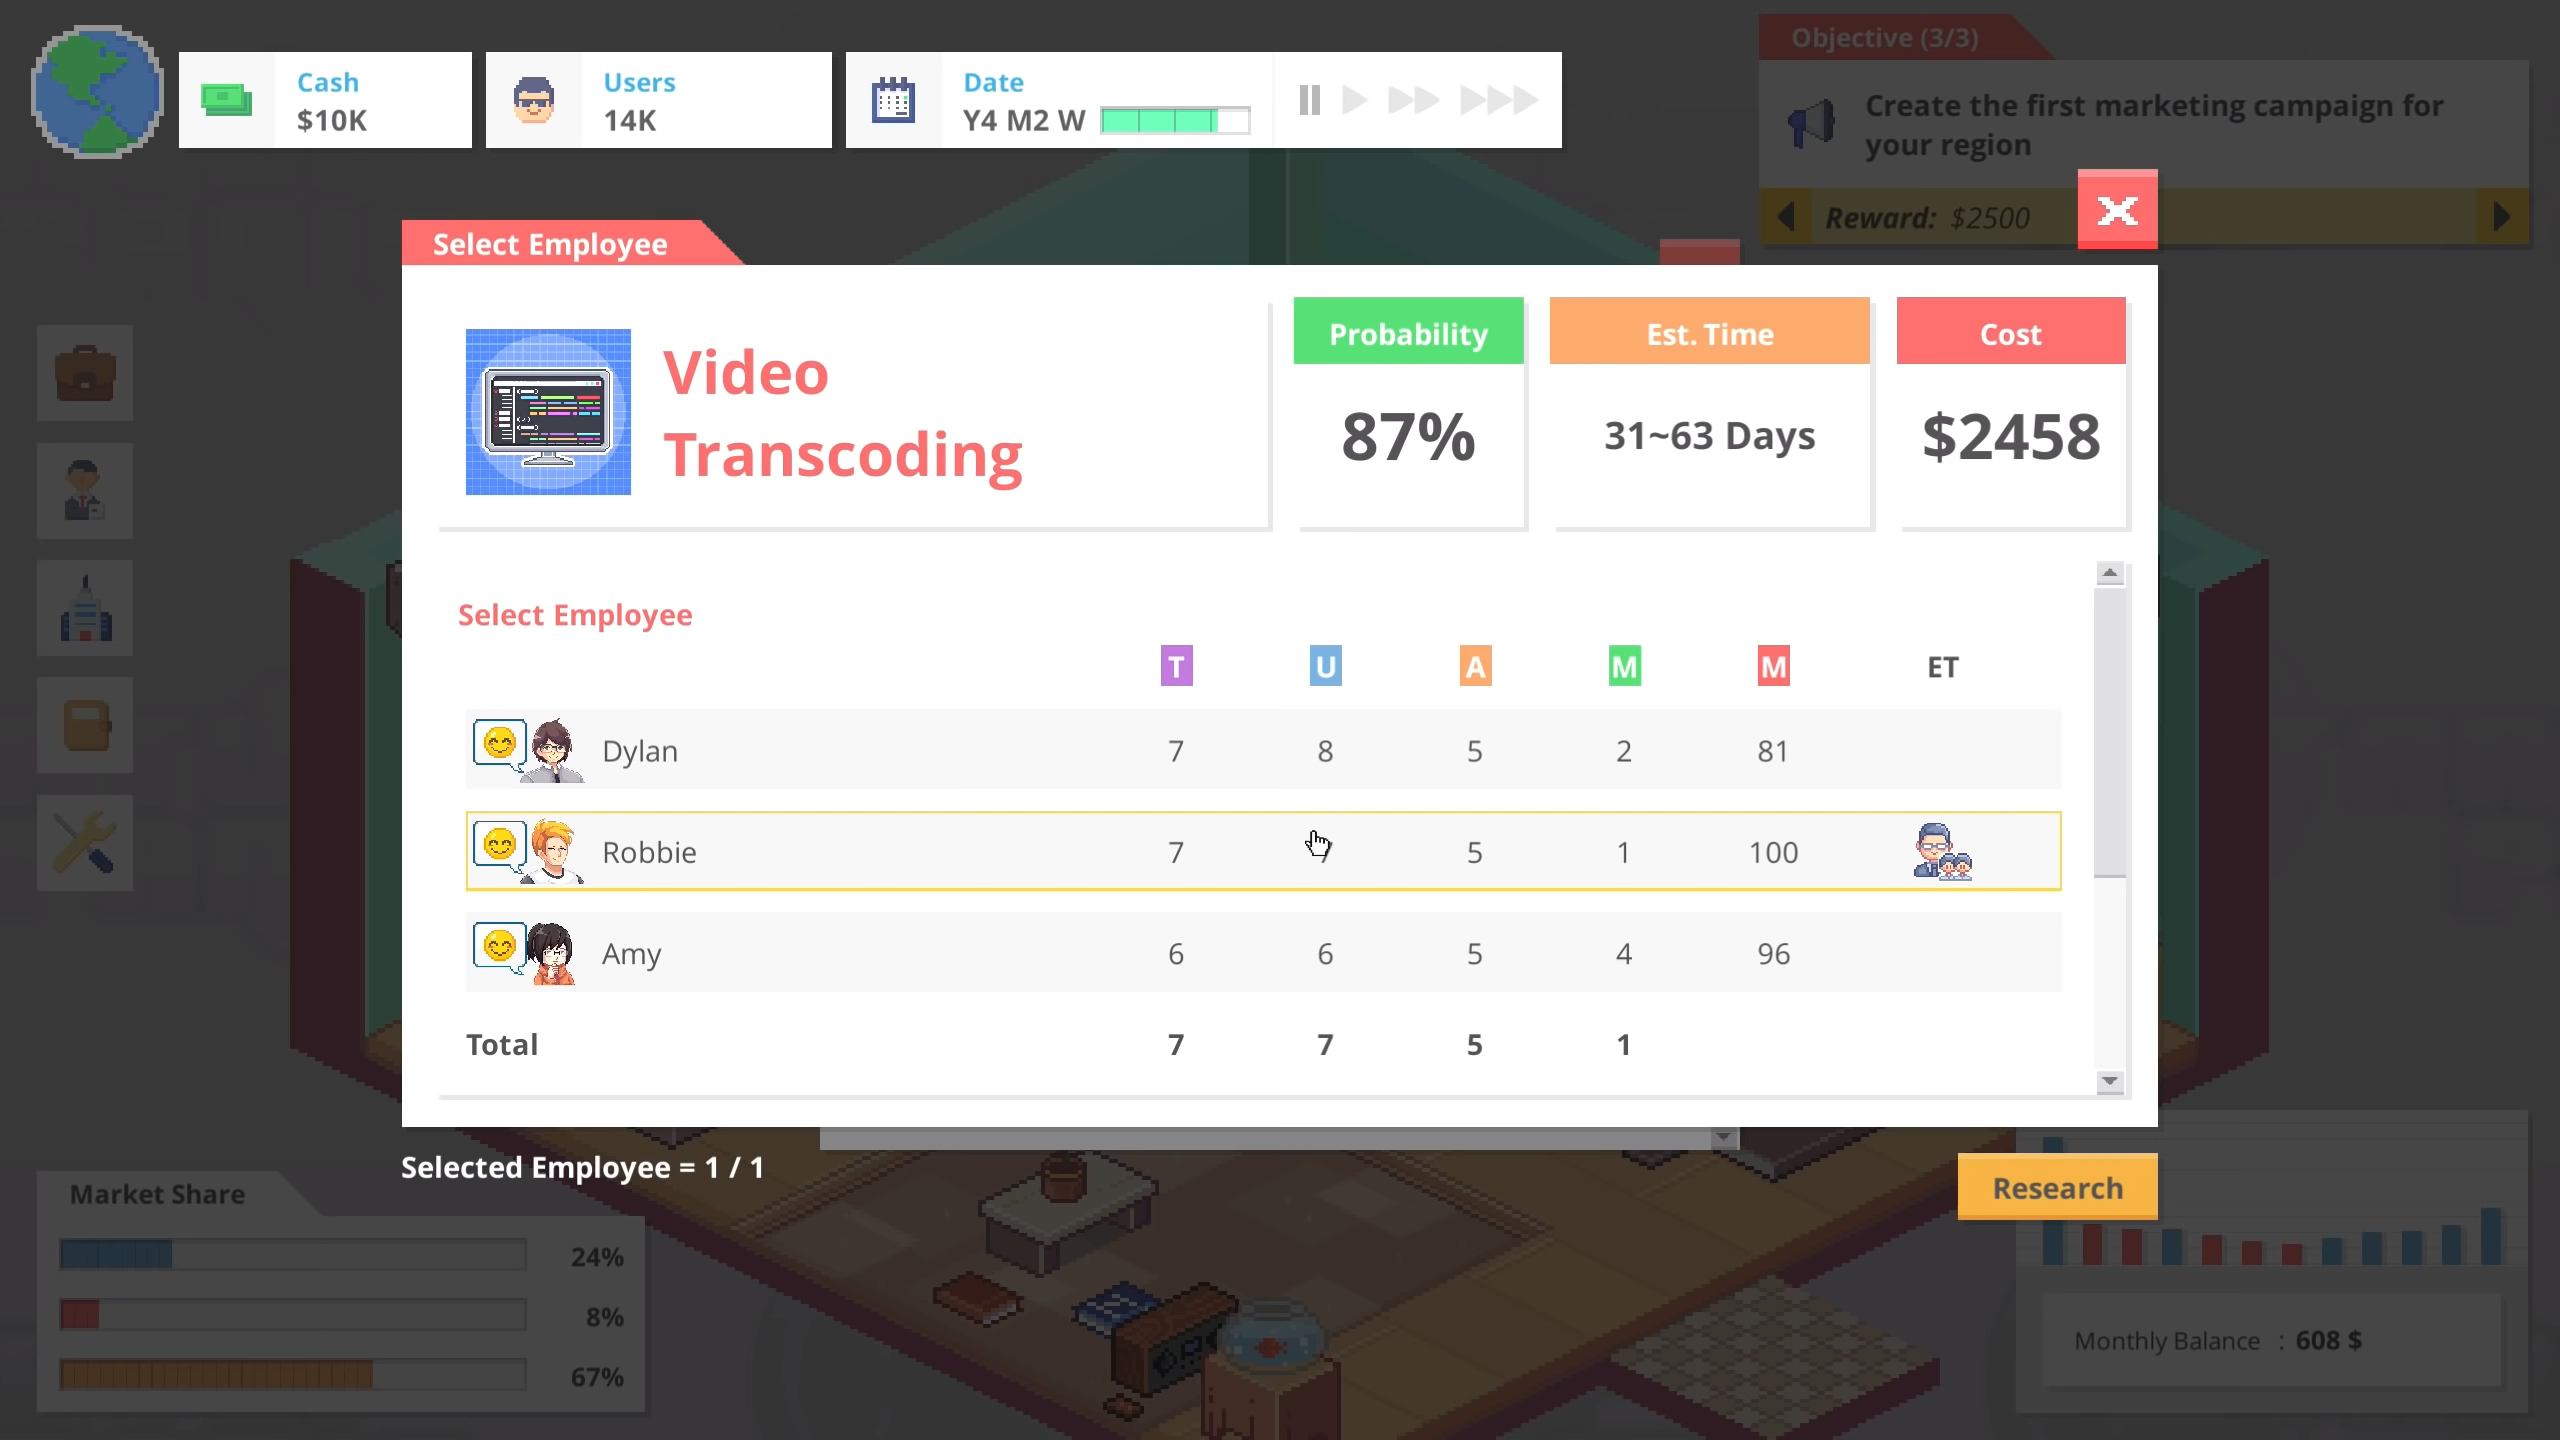 Cash
$10K
Users
14K
Date
Y4 M2 W
Objective (3/3)
Create the first marketing campaign for
your region
Reward: $2500
Select Employee
Video
Transcoding
Probability
87%
Est. Time
31~63 Days
Cost
$2458
Select Employee
T U A M M ET
Dylan 7 8 5 2 81
Robbie 7 7 5 1 100
Amy 6 6 5 4 96
Total 7 7 5 1
Selected Employee = 1 / 1
Research
Market Share
24%
8%
67%
Monthly Balance : 608 $